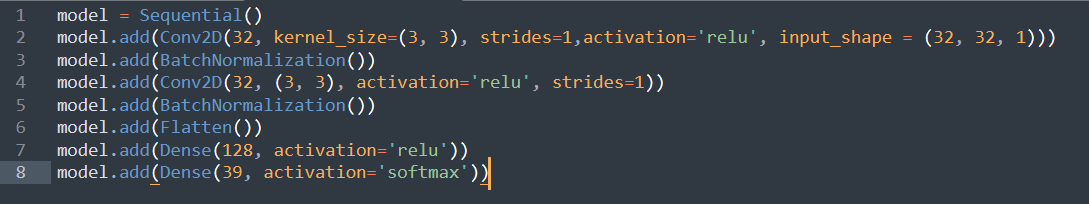 1 model = Sequential()
2 model.add(Conv2D(32, kernel_size=(3, 3), strides=1,activation='relu', input_shape = (32, 32, 1)))
3 model.add(BatchNormalization())
4 model.add(Conv2D(32, (3, 3), activation='relu', strides=1))
5 model.add(BatchNormalization())
6 model.add(Flatten())
7 model.add(Dense(128, activation='relu'))
8 model.add(Dense(39, activation='softmax'))